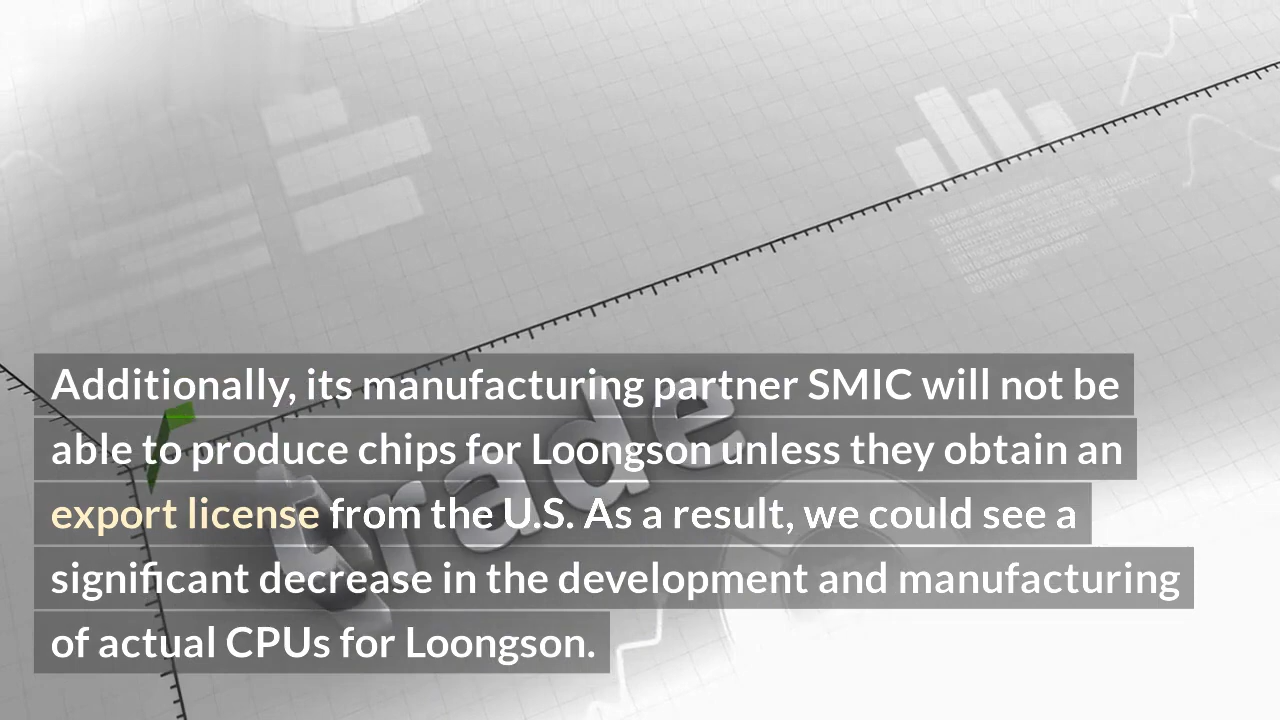 Additionally, its manufacturing partner SMIC will not be
able to produce chips for Loongson unless they obtain an
export license from the U.S. As a result, we could see a
significant decrease in the development and manufacturing
of actual CPUs for Loongson.
trade